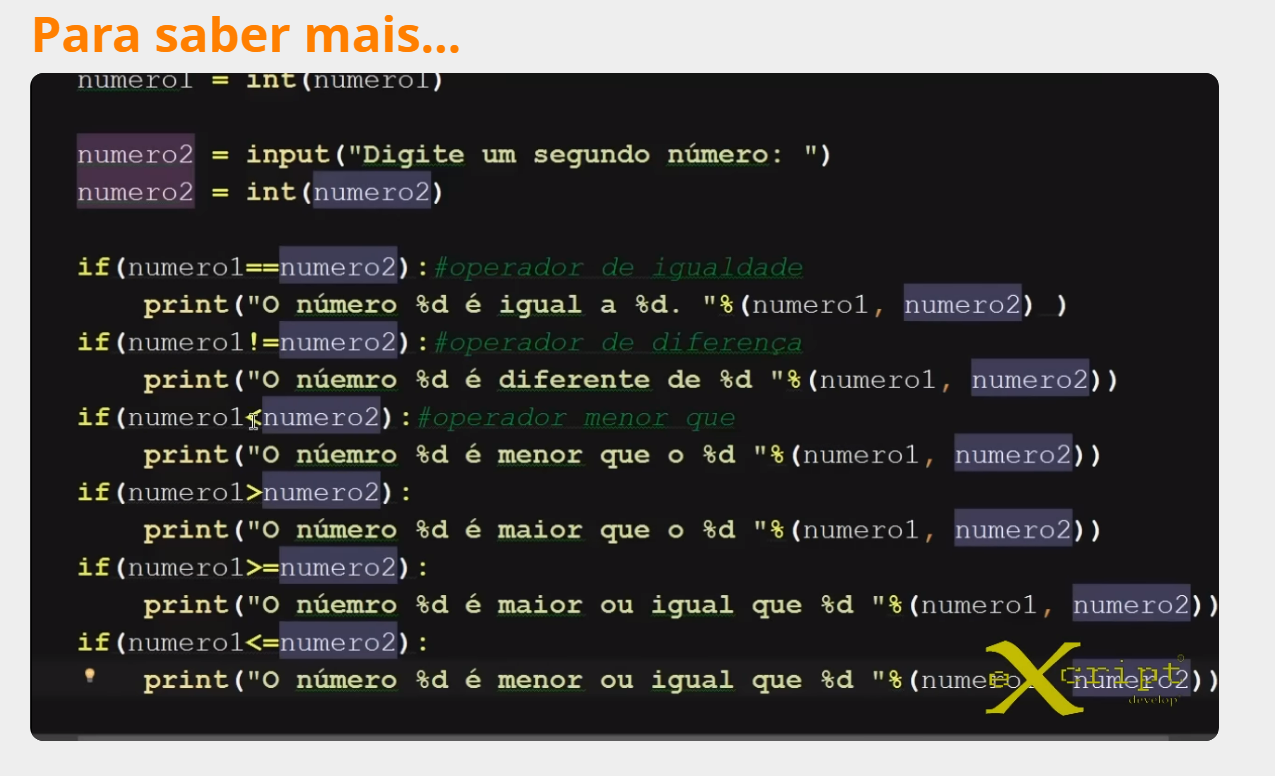 Para saber mais...
numero1 = int(numero1)
numero2 = input("Digite um segundo número: ")
numero2 = int(numero2)
if(numero1==numero2):#operador de igualdade
print("O número %d é igual a %d. "%(numero1, numero2) )
if(numero1!=numero2):#operador de diferença
print("O núemro %d é diferente de %d "%(numero1, numero2))
if(numero1<numero2):#operador menor que
print("O núemro %d é menor que o %d "%(numero1, numero2))
if(numero1>numero2):
print("O número %d é maior que o %d "%(numero1, numero2))
if(numero1>=numero2):
print("O núemro %d é maior ou igual que %d "%(numero1, numero2))
if(numero1<=numero2):
print("O número %d é menor ou igual que %d "%(numero1, numero2))
eXcript
develop